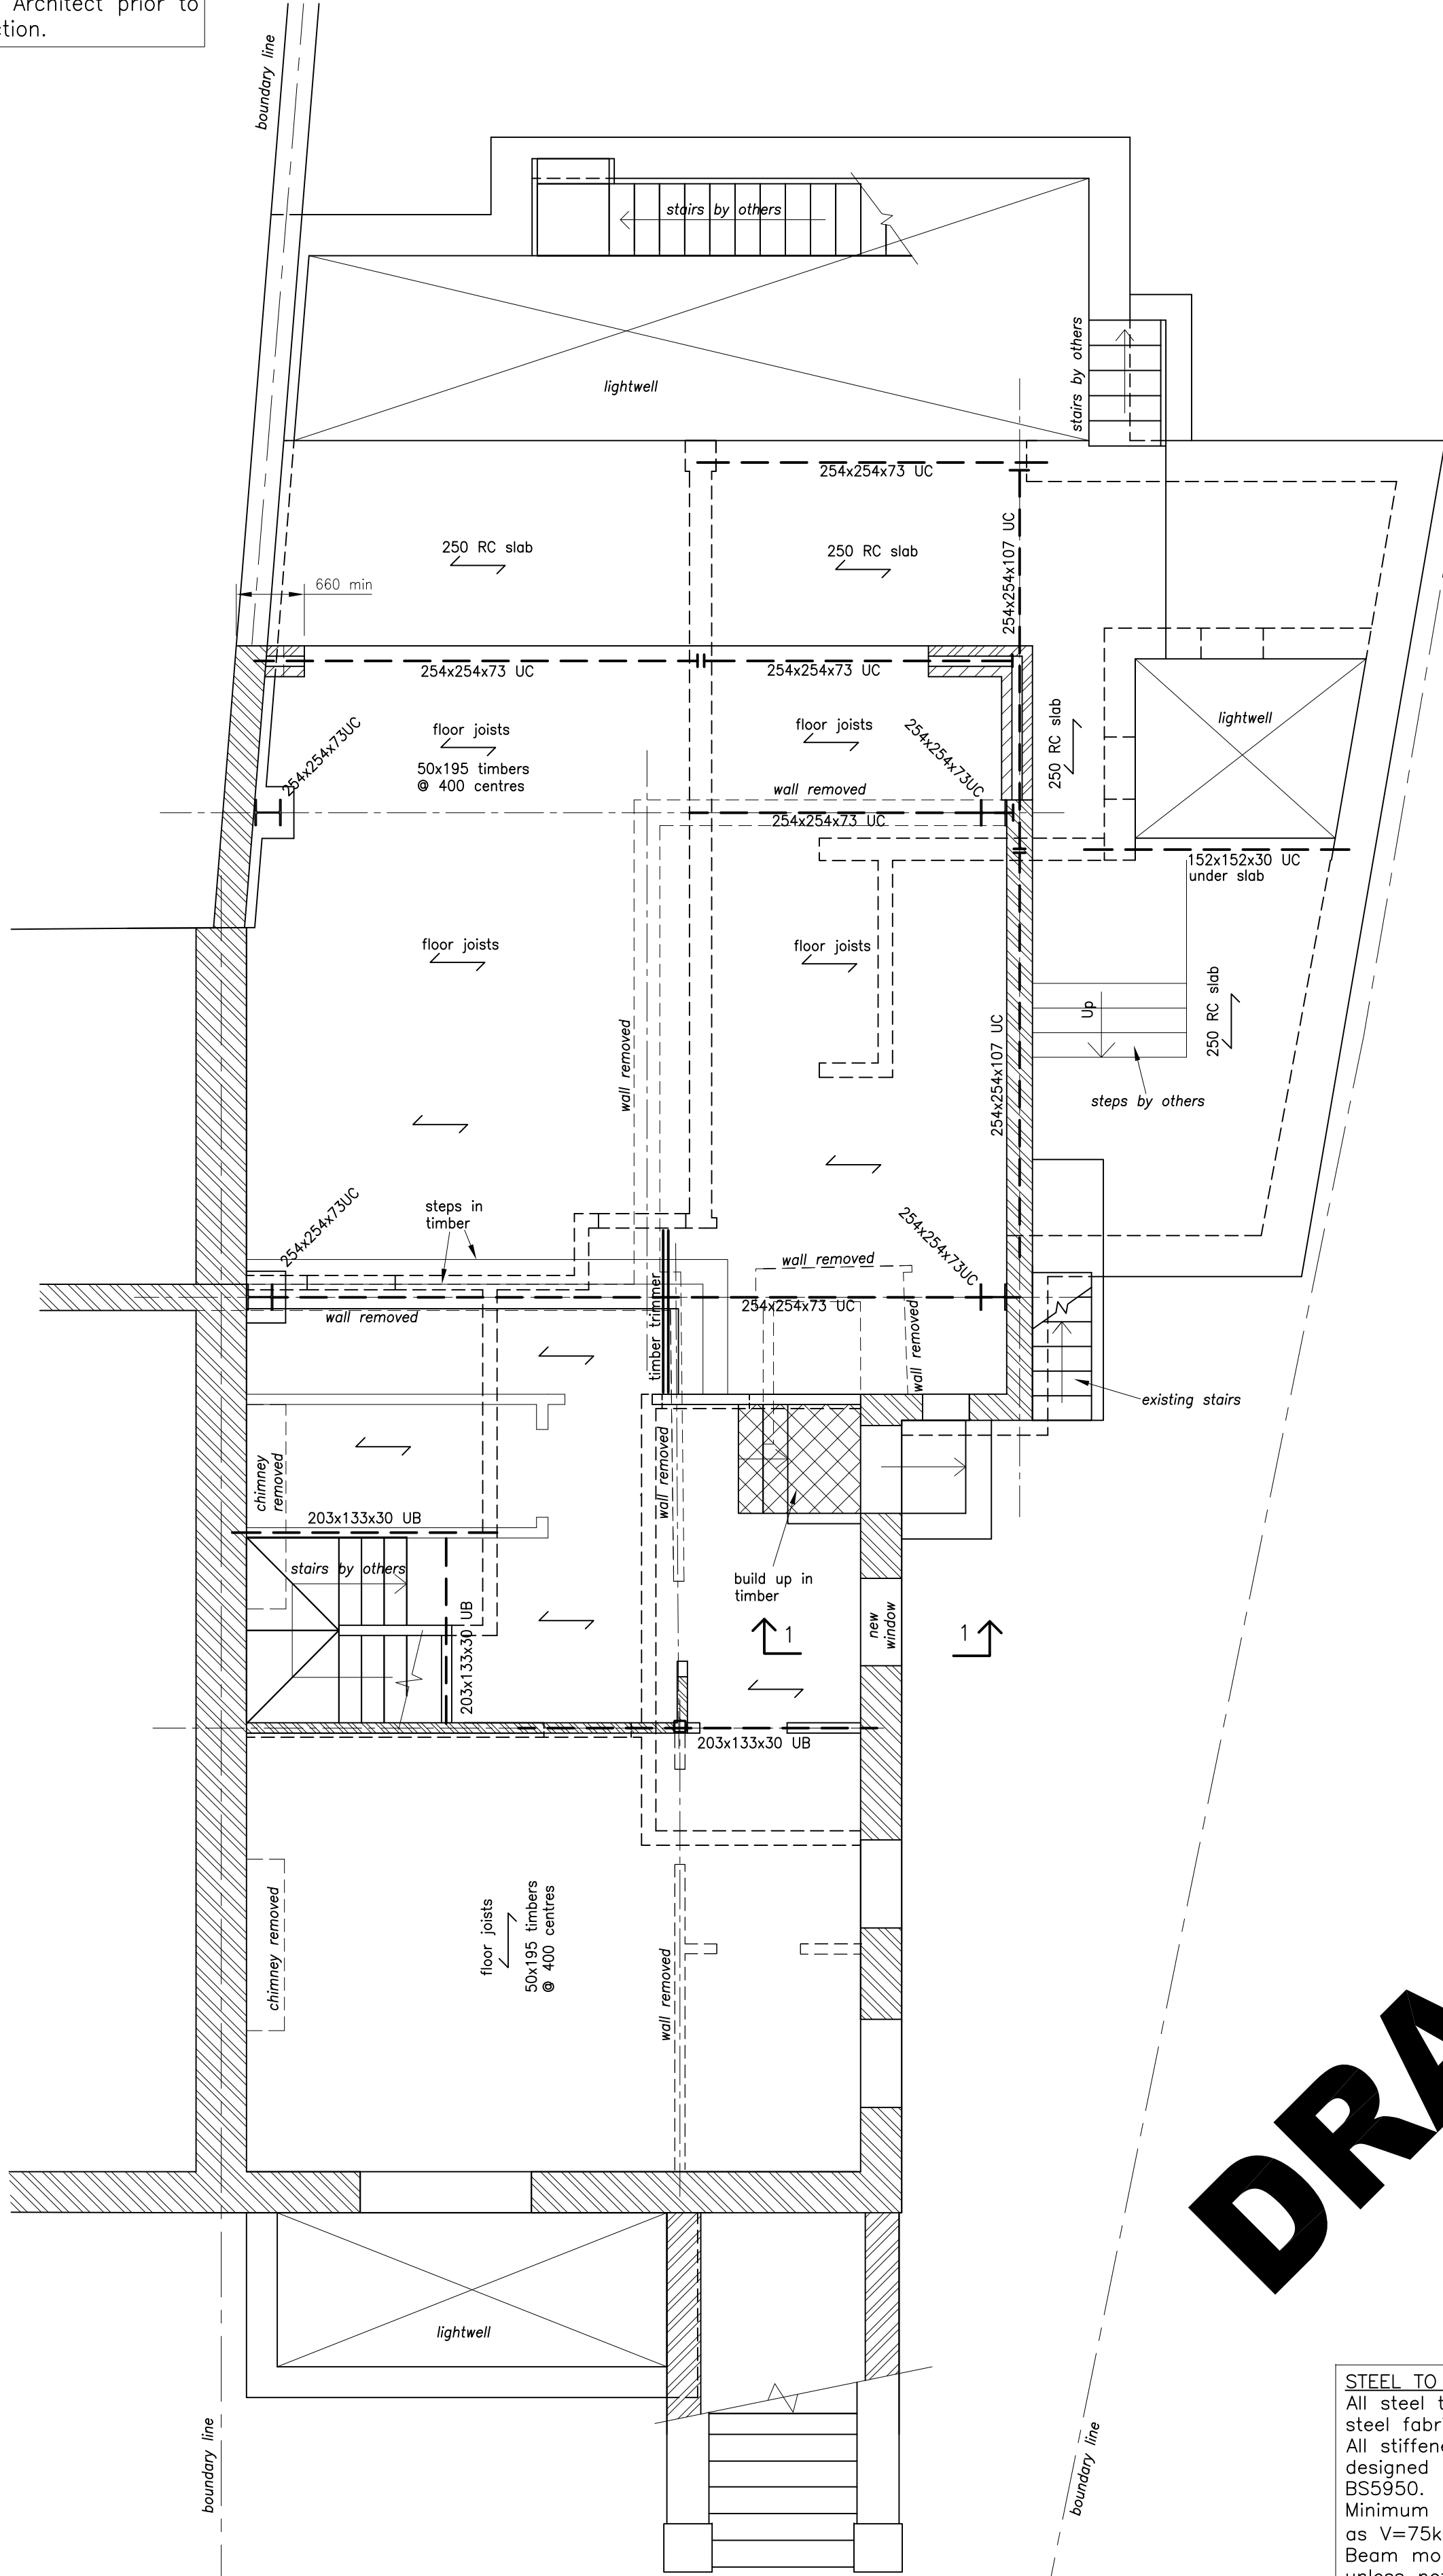 Architect prior to
ction.
boundary line
stairs by others
stairs by others
lightwell
254x254x73 UC
250 RC slab
250 RC slab
254x254x107 UC
660 min
254x254x73 UC
254x254x73 UC
250 RC slab
lightwell
254x254x73UC
floor joists
50x195 timbers
@ 400 centres
floor joists
254x254x73UC
wall removed
254x254x73 UC
152x152x30 UC
under slab
floor joists
floor joists
250 RC slab
Up
wall removed
254x254x107 UC
steps by others
254x254x73UC
steps in
timber
254x254x73UC
wall removed
wall removed
timber trimmer
254x254x73 UC
wall removed
existing stairs
chimney
removed
wall removed
203x133x30 UB
stairs by others
build up in
timber
203x133x30 UB
1
1
new
window
203x133x30 UB
floor joists
50x195 timbers
@ 400 centres
chimney removed
wall removed
DRA
lightwell
boundary line
boundary line
STEEL TO
All steel t
steel fabri
All stiffene
designed
BS5950.
Minimum
as V=75k
Beam mo